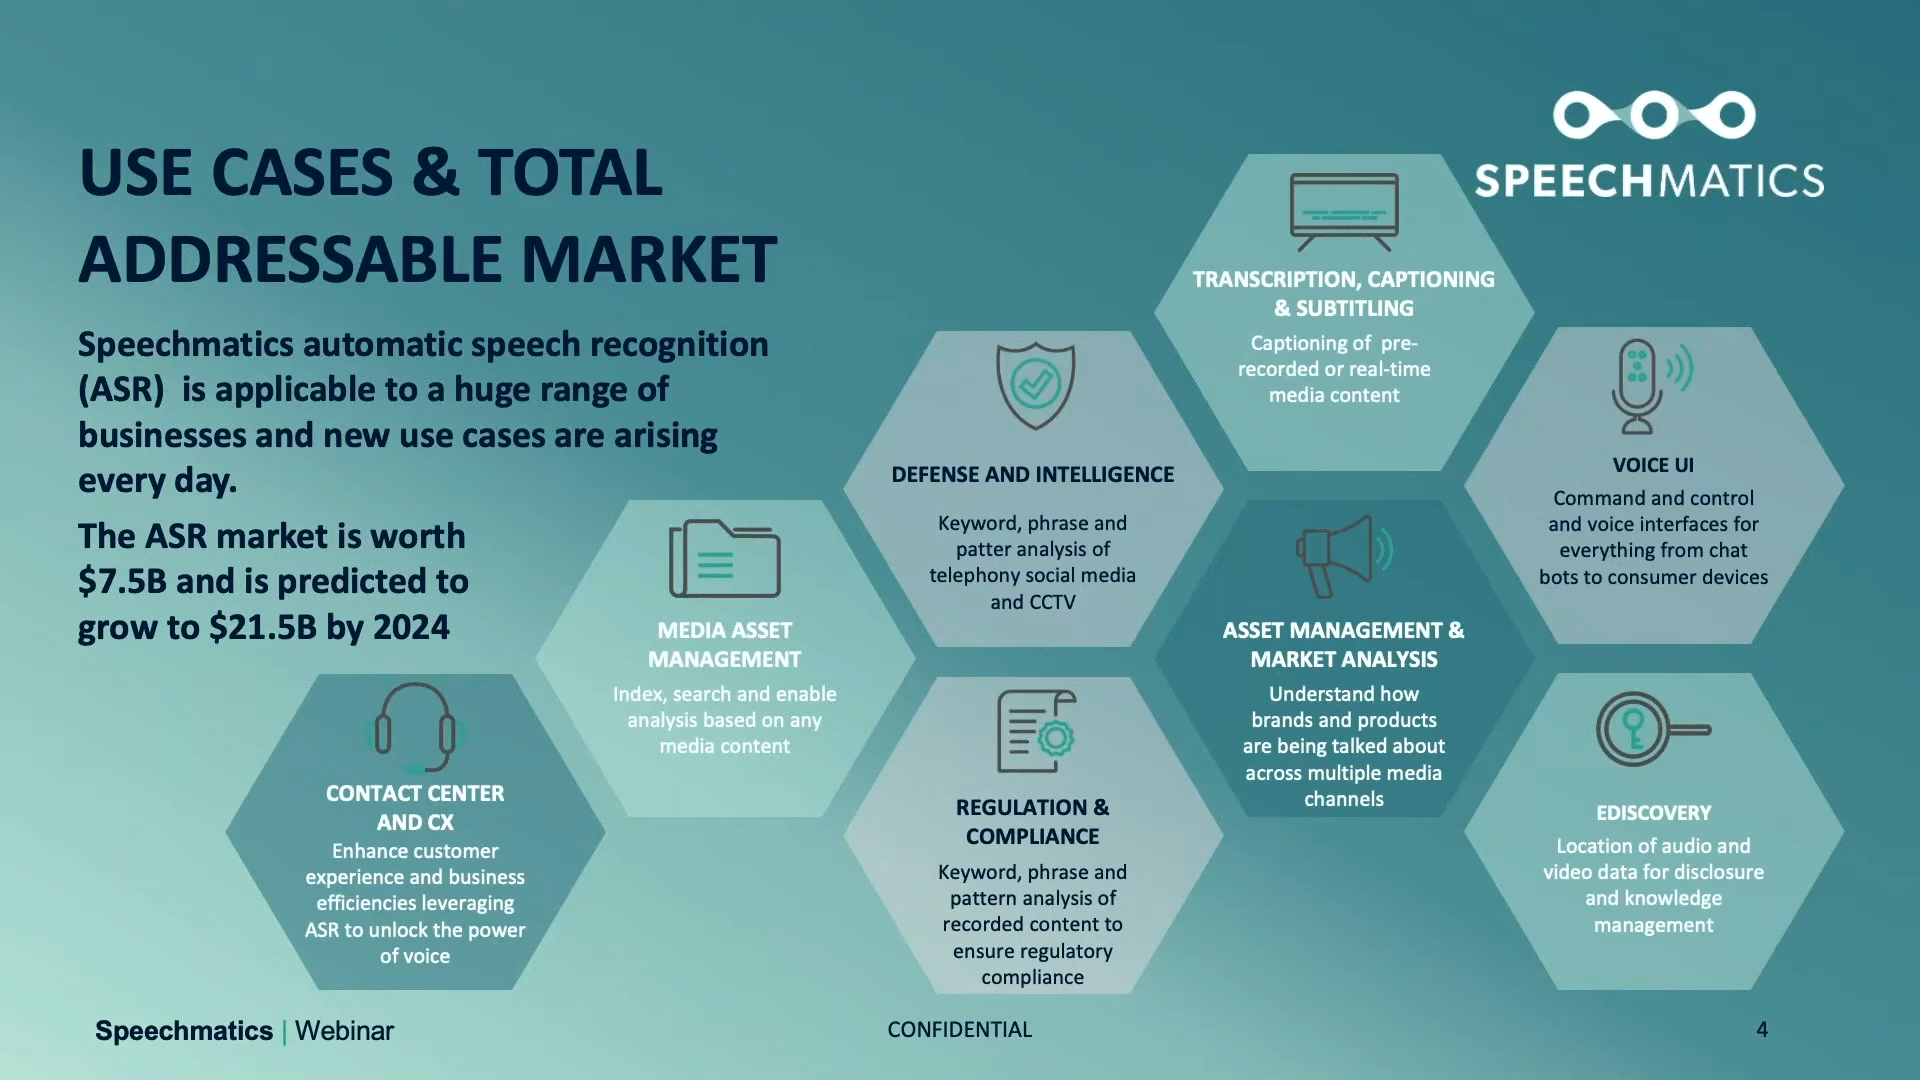 USE CASES & TOTAL
ADDRESSABLE MARKET
Speechmatics automatic speech recognition
(ASR) is applicable to a huge range of
businesses and new use cases are arising
every day.
The ASR market is worth
$7.5B and is predicted to
grow to $21.5B by 2024
SPEECHMATICS
CONTACT CENTER
AND CX
Enhance customer
experience and business
efficiencies leveraging
ASR to unlock the power
of voice
MEDIA ASSET
MANAGEMENT
Index, search and enable
analysis based on any
media content
DEFENSE AND INTELLIGENCE
Keyword, phrase and
patter analysis of
telephony social media
and CCTV
REGULATION &
COMPLIANCE
Keyword, phrase and
pattern analysis of
recorded content to
ensure regulatory
compliance
TRANSCRIPTION, CAPTIONING
& SUBTITLING
Captioning of pre-
recorded or real-time
media content
ASSET MANAGEMENT &
MARKET ANALYSIS
Understand how
brands and products
are being talked about
across multiple media
channels
VOICE UI
Command and control
and voice interfaces for
everything from chat
bots to consumer devices
EDISCOVERY
Location of audio and
video data for disclosure
and knowledge
management
Speechmatics | Webinar
CONFIDENTIAL
4